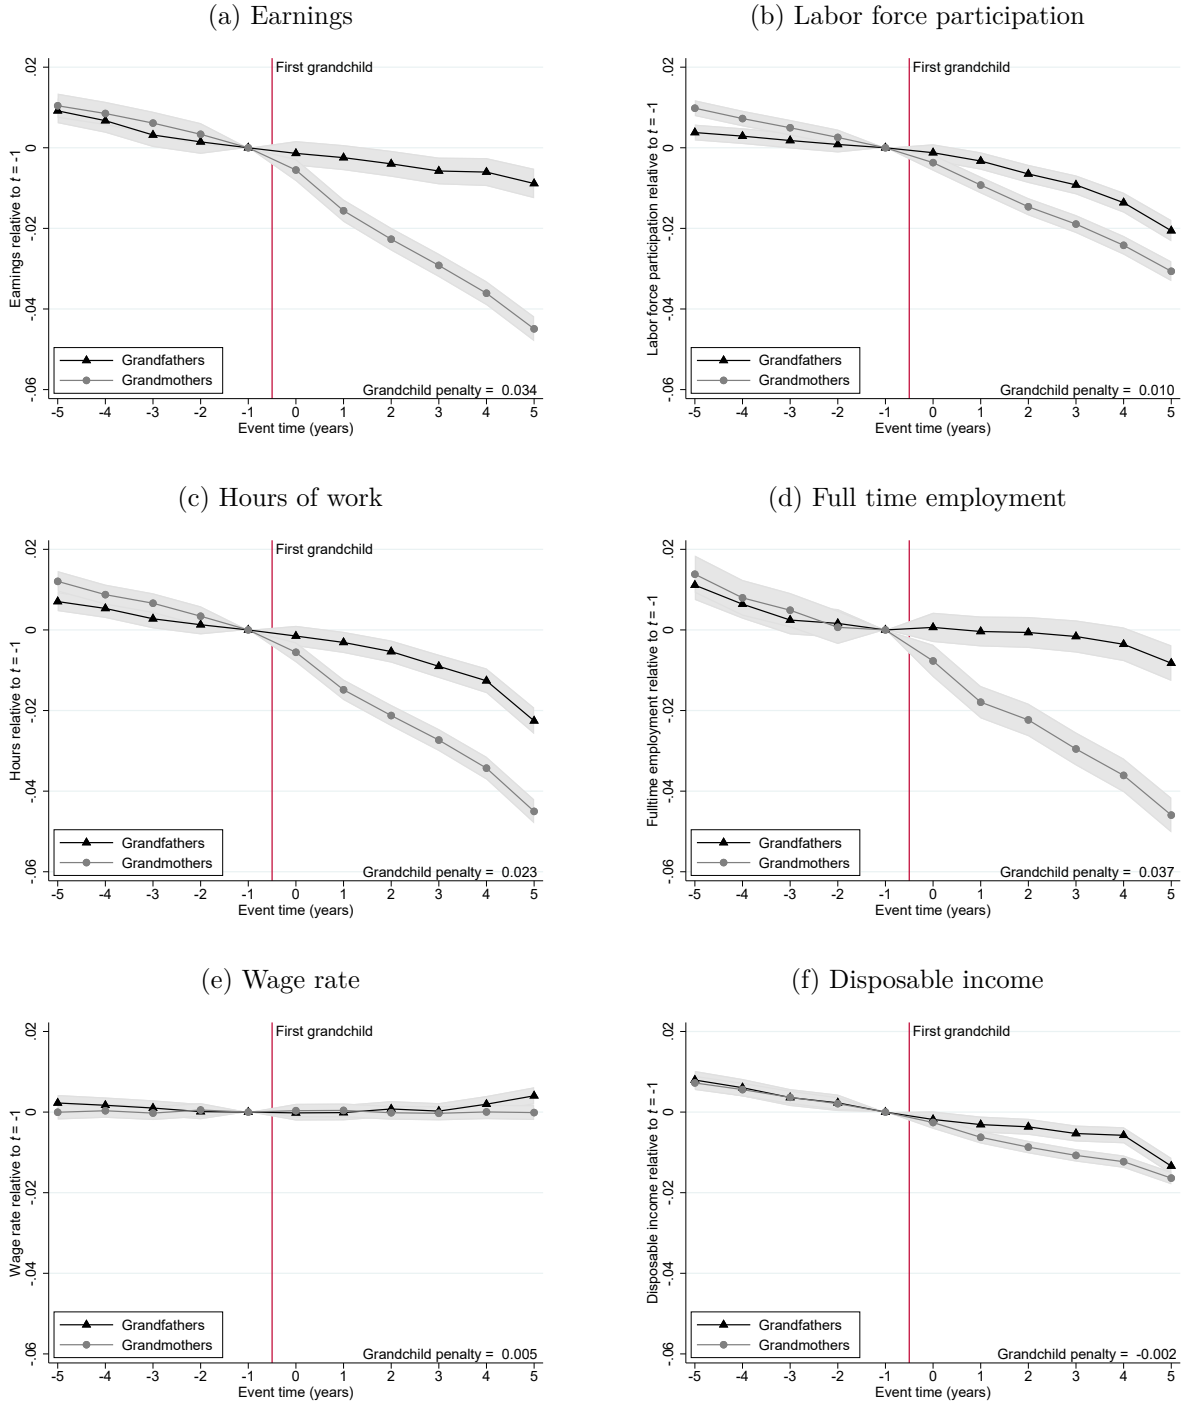 (a) Earnings
First grandchild
Earnings relative to t = -1
.02
0
-.02
-.04
-.06
Grandfathers
Grandmothers
Grandchild penalty = 0.034
-5 -4 -3 -2 -1 0 1 2 3 4 5
Event time (years)
(b) Labor force participation
First grandchild
Labor force participation relative to t = -1
.02
0
-.02
-.04
-.06
Grandfathers
Grandmothers
Grandchild penalty = 0.010
-5 -4 -3 -2 -1 0 1 2 3 4 5
Event time (years)
(c) Hours of work
First grandchild
Hours relative to t = -1
.02
0
-.02
-.04
-.06
Grandfathers
Grandmothers
Grandchild penalty = 0.023
-5 -4 -3 -2 -1 0 1 2 3 4 5
Event time (years)
(d) Full time employment
Fulltime employment relative to t = -1
.02
0
-.02
-.04
-.06
Grandfathers
Grandmothers
Grandchild penalty = 0.037
-5 -4 -3 -2 -1 0 1 2 3 4 5
Event time (years)
(e) Wage rate
First grandchild
Wage rate relative to t = -1
.02
0
-.02
-.04
-.06
Grandfathers
Grandmothers
Grandchild penalty = 0.005
-5 -4 -3 -2 -1 0 1 2 3 4 5
Event time (years)
(f) Disposable income
First grandchild
Disposable income relative to t = -1
.02
0
-.02
-.04
-.06
Grandfathers
Grandmothers
Grandchild penalty = -0.002
-5 -4 -3 -2 -1 0 1 2 3 4 5
Event time (years)